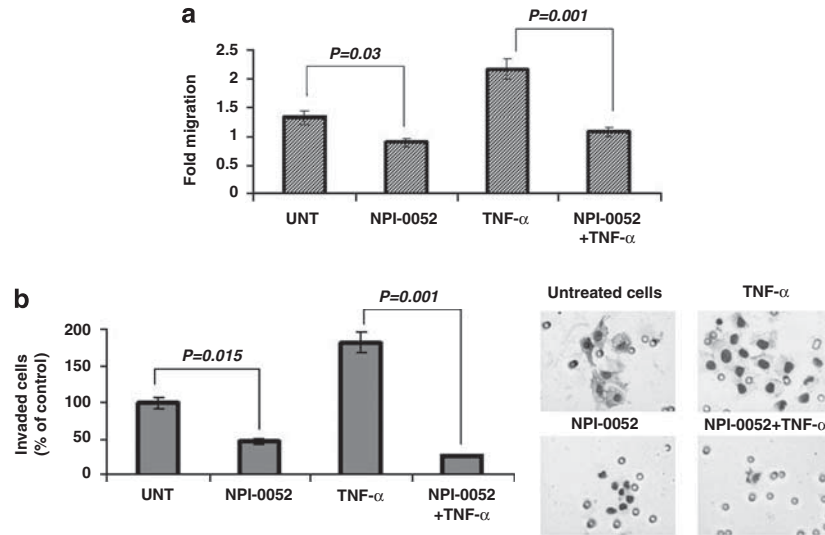 a
P=0.001
P=0.03
2.5
2
1.5
1
0.5
0
Fold migration
UNT
NPI-0052
TNF-α
NPI-0052
+TNF-α
b
P=0.001
P=0.015
200
150
100
50
0
Invaded cells
(% of control)
UNT
NPI-0052
TNF-α
NPI-0052
+TNF-α
Untreated cells
TNF-α
NPI-0052
NPI-0052+TNF-α